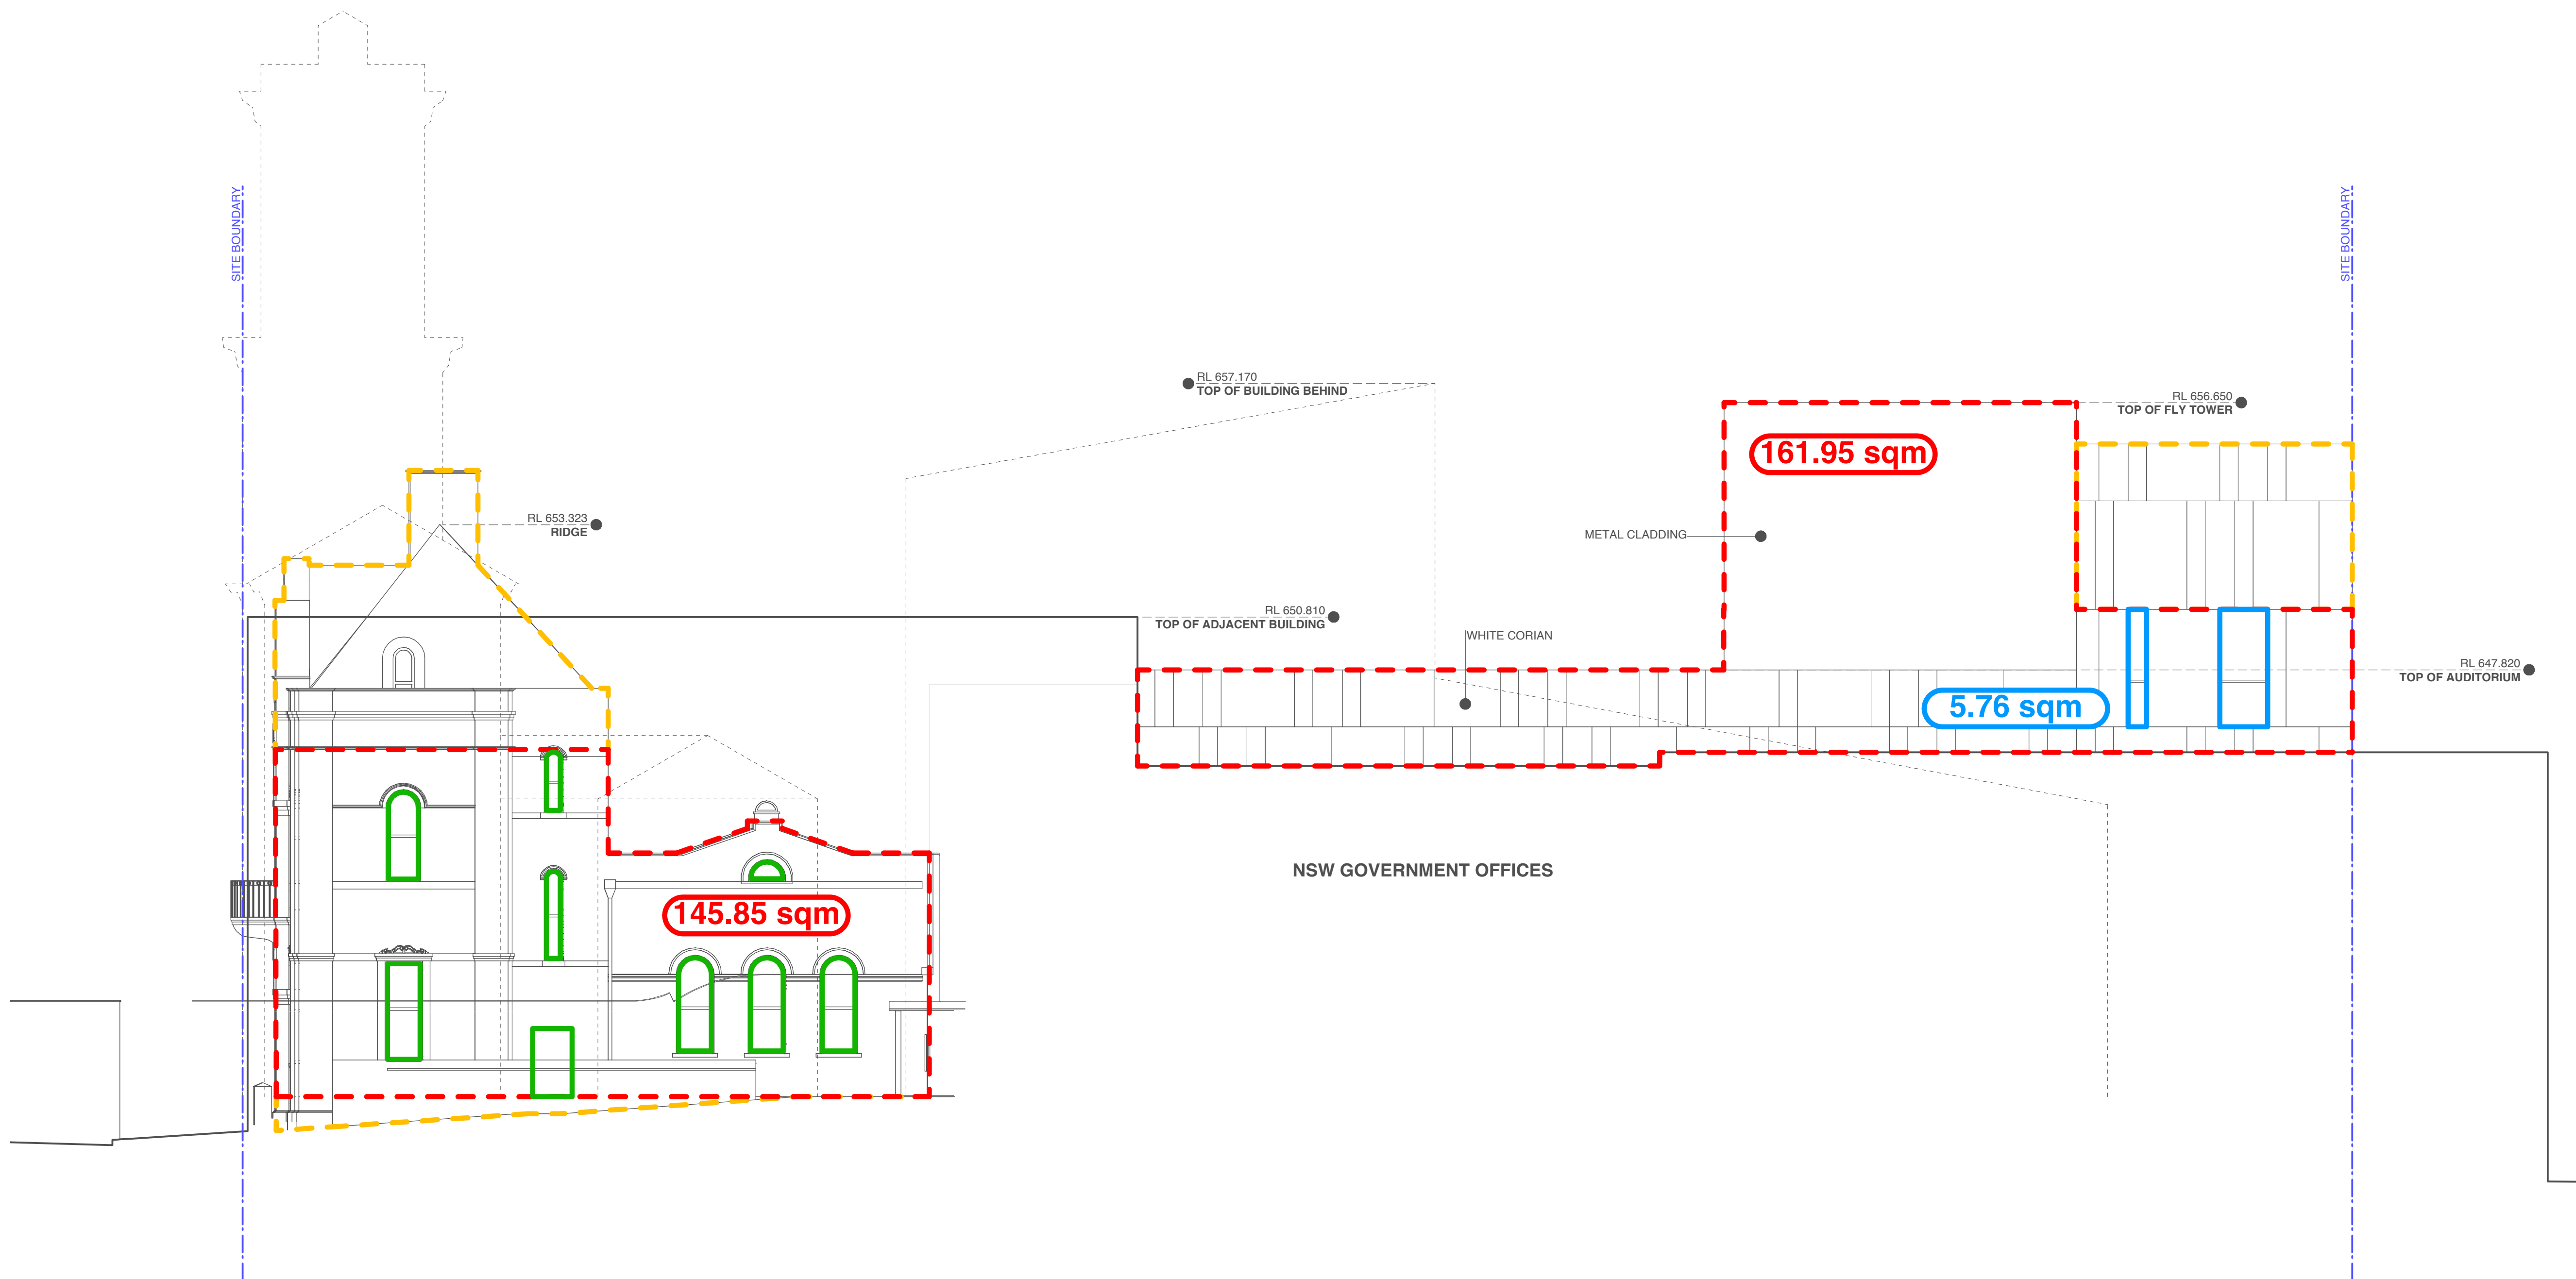 SITE BOUNDARY
SITE BOUNDARY
RL 657.170
TOP OF BUILDING BEHIND
RL 656.650
TOP OF FLY TOWER
161.95 sqm
RL 653.323
RIDGE
METAL CLADDING
RL 650.810
TOP OF ADJACENT BUILDING
WHITE CORIAN
RL 647.820
TOP OF AUDITORIUM
5.76 sqm
NSW GOVERNMENT OFFICES
145.85 sqm